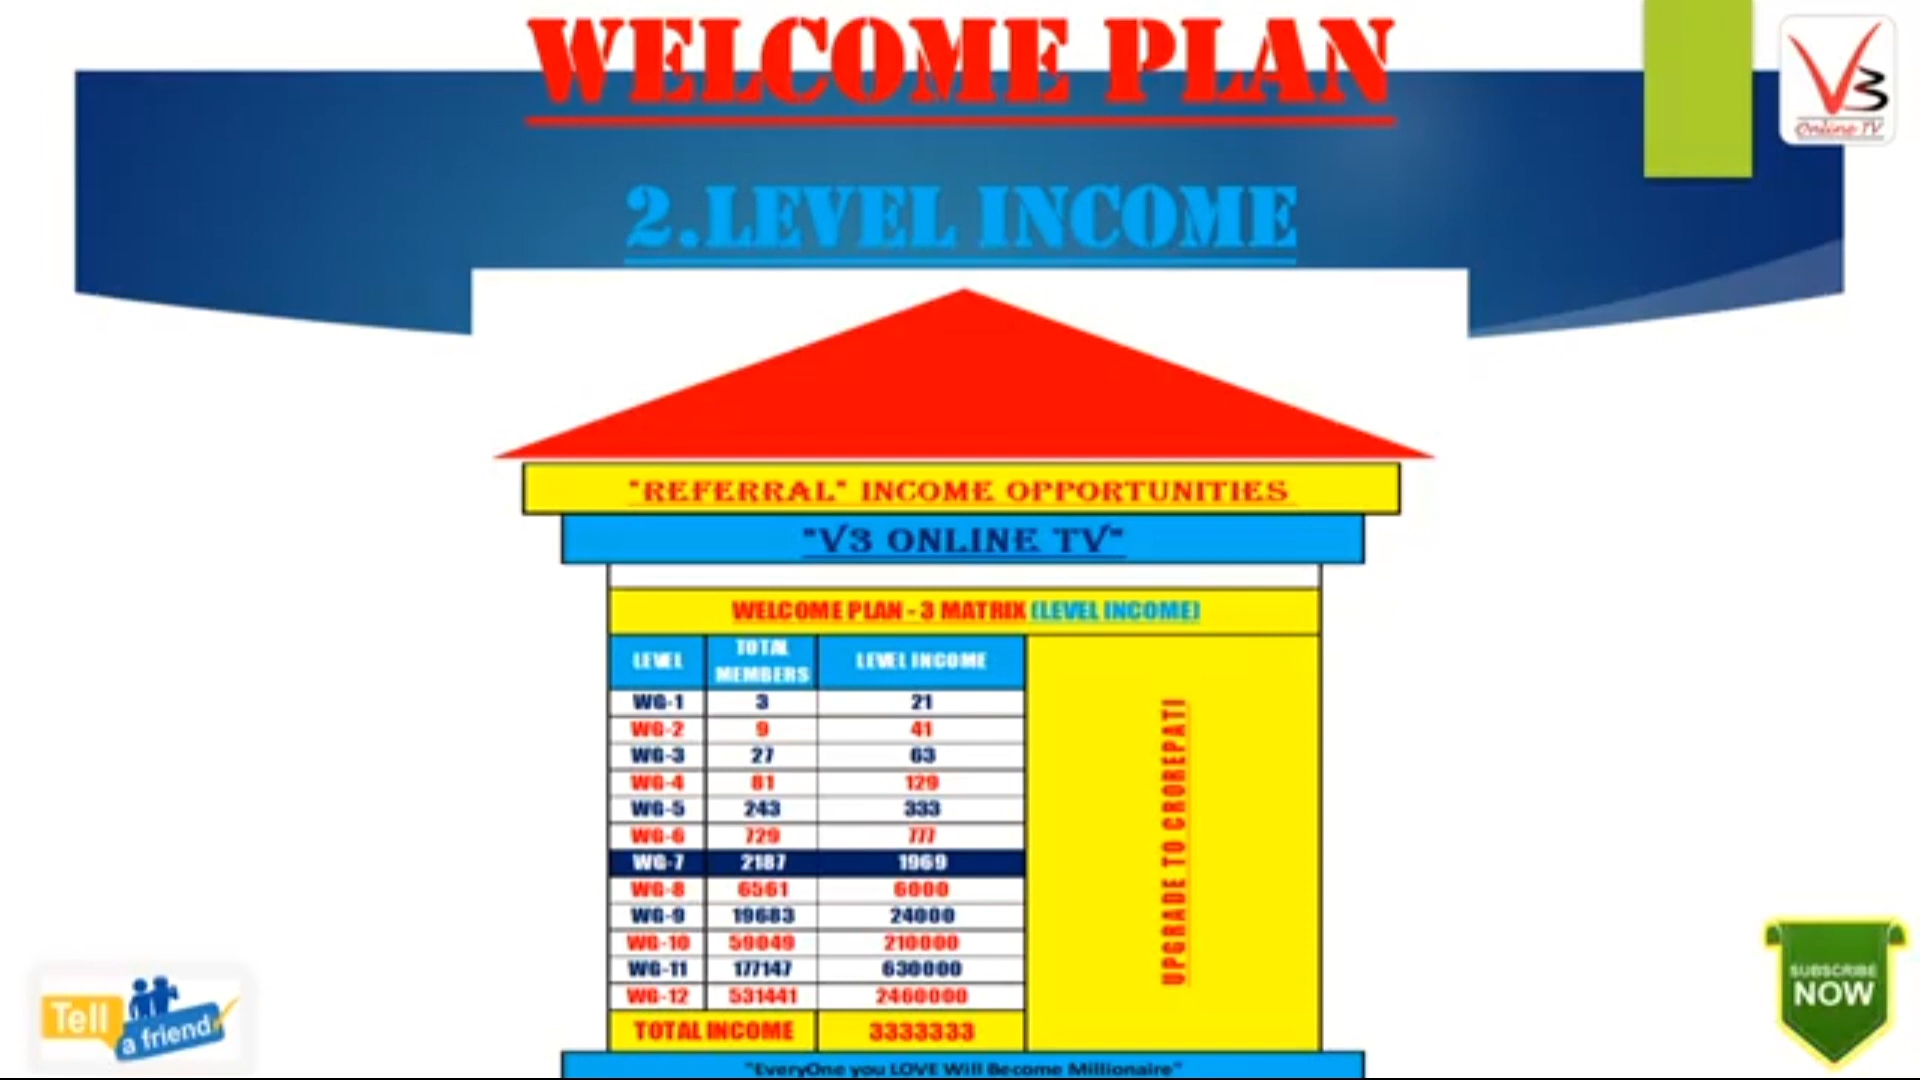 WELCOME PLAN
V3
Online TV
2.LEVEL INCOME
"REFERRAL" INCOME OPPORTUNITIES
"V3 ONLINE TV"
WELCOME PLAN - 3 MATRIX (LEVEL INCOME)
LEVEL TOTAL MEMBERS LEVEL INCOME
WG-1 3 21
WG-2 9 41
WG-3 27 63
WG-4 81 129
WG-5 243 333
WG-6 729 777
WG-7 2187 1969
WG-8 6561 6000
WG-9 19683 24000
WG-10 59049 210000
WG-11 177147 630000
WG-12 531441 2460000
TOTAL INCOME 3333333
UPGRADE TO CROREPATI
"EveryOne you LOVE Will Become Millionaire"
Tell
a friend
SUBSCRIBE
NOW